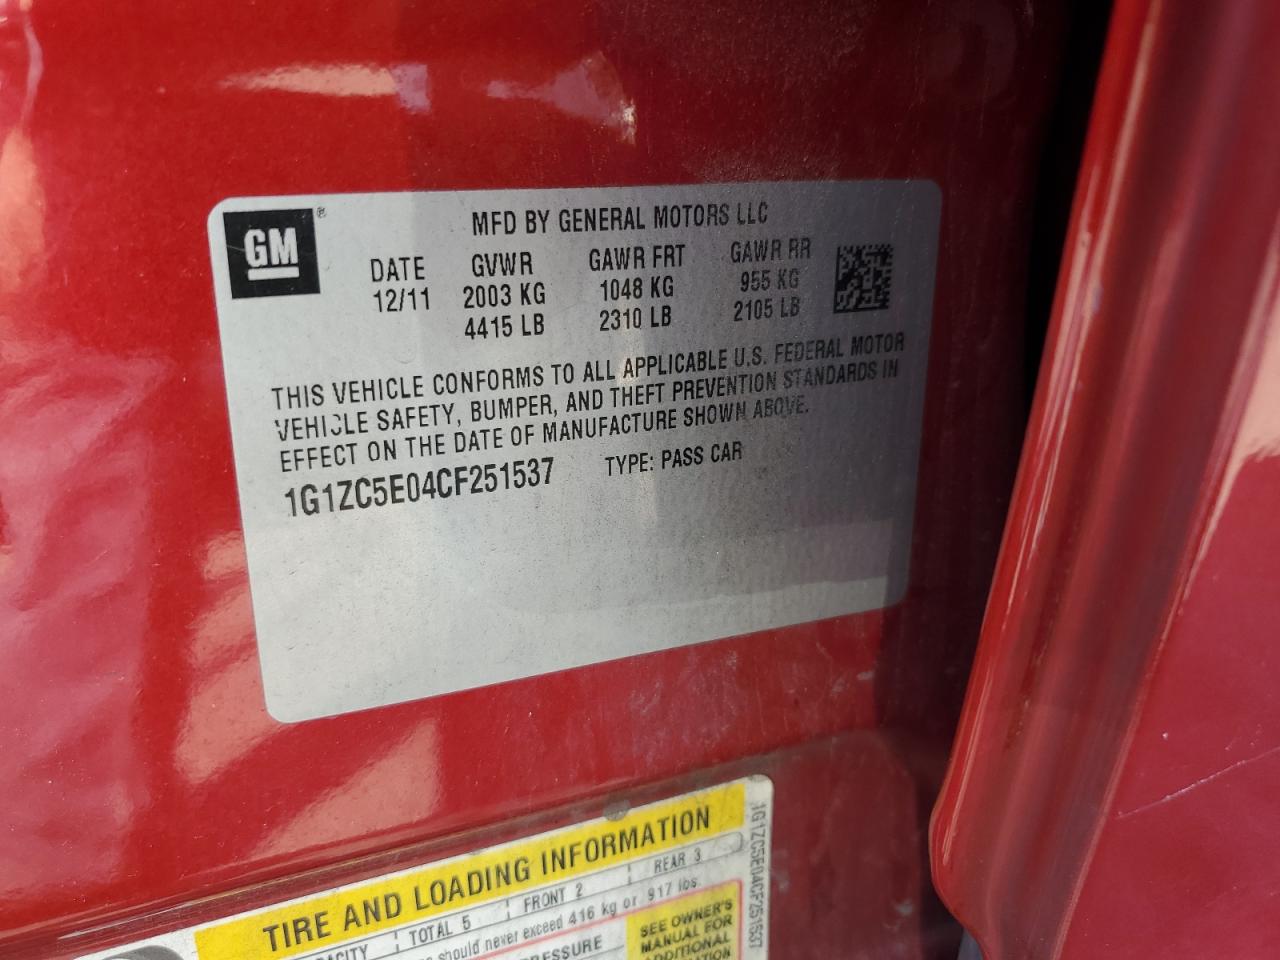 GM ®
MFD BY GENERAL MOTORS LLC
DATE GVWR GAWR FRT GAWR RR
12/11 2003 KG 1048 KG 955 KG
4415 LB 2310 LB 2105 LB
THIS VEHICLE CONFORMS TO ALL APPLICABLE U.S. FEDERAL MOTOR
VEHICLE SAFETY, BUMPER, AND THEFT PREVENTION STANDARDS IN
EFFECT ON THE DATE OF MANUFACTURE SHOWN ABOVE.
1G1ZC5E04CF251537 TYPE: PASS CAR
TIRE AND LOADING INFORMATION
TOTAL 5 FRONT 2 REAR 3
should never exceed 416 kg or 917 lbs.
SEE OWNER'S
MANUAL FOR
ADDITIONAL
1G1ZC5E04CF251537